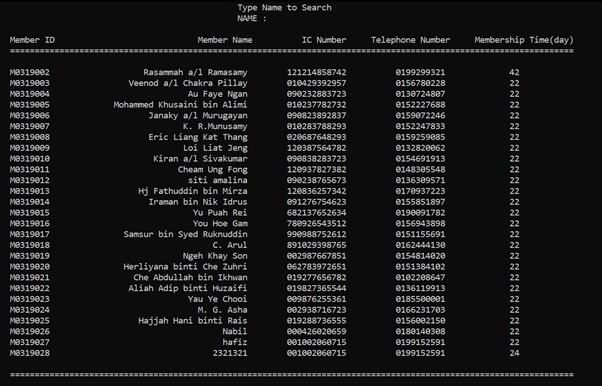 Type Name to Search
NAME :
Member ID Member Name IC Number Telephone Number Membership Time(day)
================================================================================
M0319002 Rasammah a/l Ramasamy 121214858742 0199299321 42
M0319003 Veenod a/l Chakra Pillay 010429392957 0156780228 22
M0319004 Au Faye Ngan 090232883723 0130724807 22
M0319005 Mohammed Khusaini bin Alimi 010237782732 0152227688 22
M0319006 Janaky a/l Murugayan 090823892837 0159072246 22
M0319007 K. R.Munusamy 010283788293 0152247833 22
M0319008 Eric Liang Kat Thang 020687648293 0159259085 22
M0319009 Loi Liat Jeng 120387564782 0132820062 22
M0319010 Kiran a/l Sivakumar 090838283723 0154691913 22
M0319011 Cheam Ung Fong 120937827382 0148305548 22
M0319012 siti amalina 090238765673 0136309571 22
M0319013 Hj Fathuddin bin Mirza 120836257342 0170937223 22
M0319014 Iraman bin Nik Idrus 091276754623 0155851897 22
M0319015 Yu Puah Rei 682137652634 0190091782 22
M0319016 You Hoe Gam 780926543512 0156943898 22
M0319017 Samsur bin Syed Ruknuddin 990988752612 0151155691 22
M0319018 C. Arul 891029398765 0162444130 22
M0319019 Ngeh Khay Son 002987667851 0154814020 22
M0319020 Herliyana binti Che Zuhri 062783972651 0151384102 22
M0319021 Che Abdullah bin Ikhwan 019277656782 0102208647 22
M0319022 Aliah Adip binti Huzaifi 019827365544 0136119913 22
M0319023 Yau Ye Chooi 009876255361 0185500001 22
M0319024 M. G. Asha 002938716723 0166231703 22
M0319025 Hajjah Hani binti Rais 019288736555 0156002150 22
M0319026 Nabil 000426020659 0180140308 22
M0319027 hafiz 001002060715 0199152591 22
M0319028 2321321 001002060715 0199152591 24
================================================================================